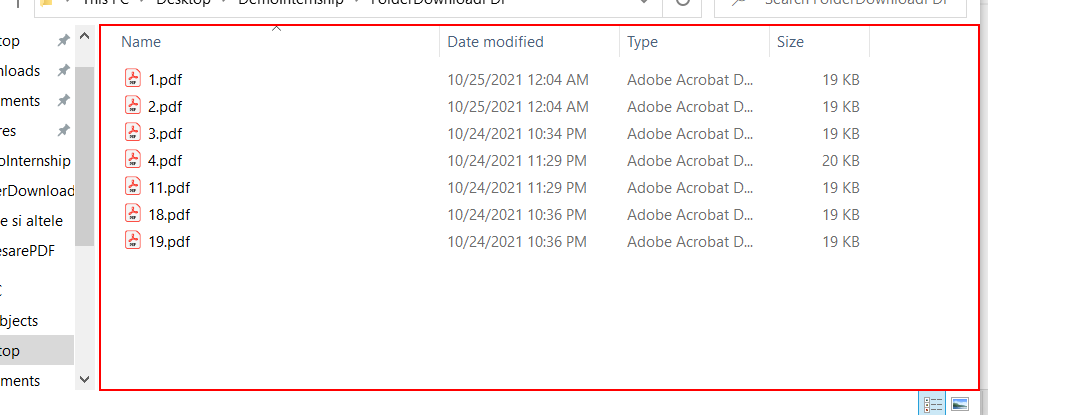 This PC > Desktop > DemoInternship > FolderDownloadPDF
Search FolderDownloadPDF
Name Date modified Type Size
top
nloads
ments
res
oInternship
erDownload
e si altele
esarePDF
bjects
top
ments
1.pdf 10/25/2021 12:04 AM Adobe Acrobat D... 19 KB
2.pdf 10/25/2021 12:04 AM Adobe Acrobat D... 19 KB
3.pdf 10/24/2021 10:34 PM Adobe Acrobat D... 19 KB
4.pdf 10/24/2021 11:29 PM Adobe Acrobat D... 20 KB
11.pdf 10/24/2021 11:29 PM Adobe Acrobat D... 19 KB
18.pdf 10/24/2021 10:36 PM Adobe Acrobat D... 19 KB
19.pdf 10/24/2021 10:36 PM Adobe Acrobat D... 19 KB